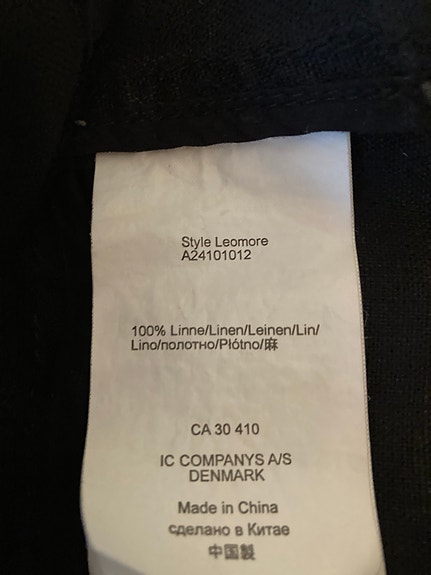 Style Leomore
A24101012
100% Linne/Linen/Leinen/Lin/
Lino/полотно/Płótno/麻
CA 30 410
IC COMPANYS A/S
DENMARK
Made in China
сделано в Китае
中国製